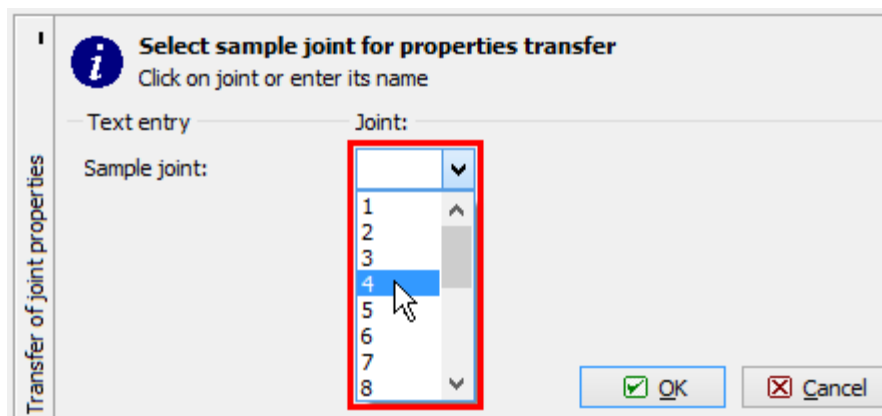 Select sample joint for properties transfer
Click on joint or enter its name
Text entry
Joint:
Sample joint:
1
2
3
4
5
6
7
8
Transfer of joint properties
OK
Cancel